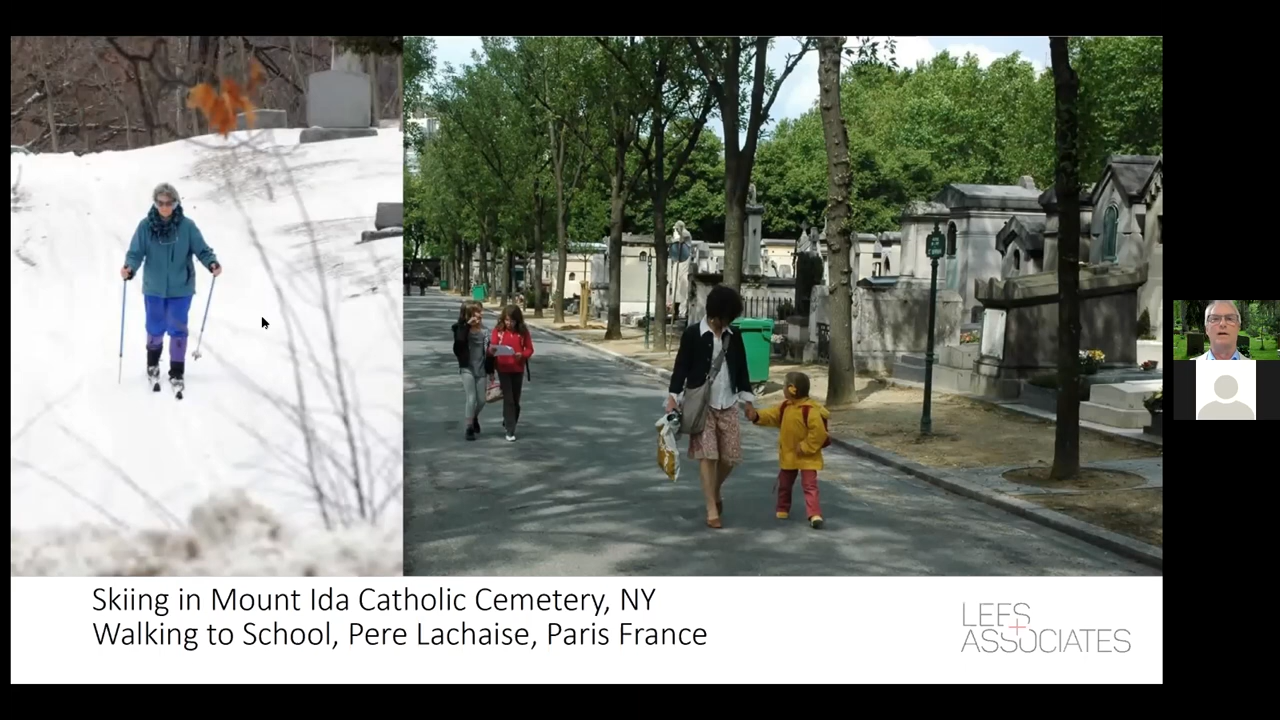 Skiing in Mount Ida Catholic Cemetery, NY
Walking to School, Pere Lachaise, Paris France
LEES
+
ASSOCIATES